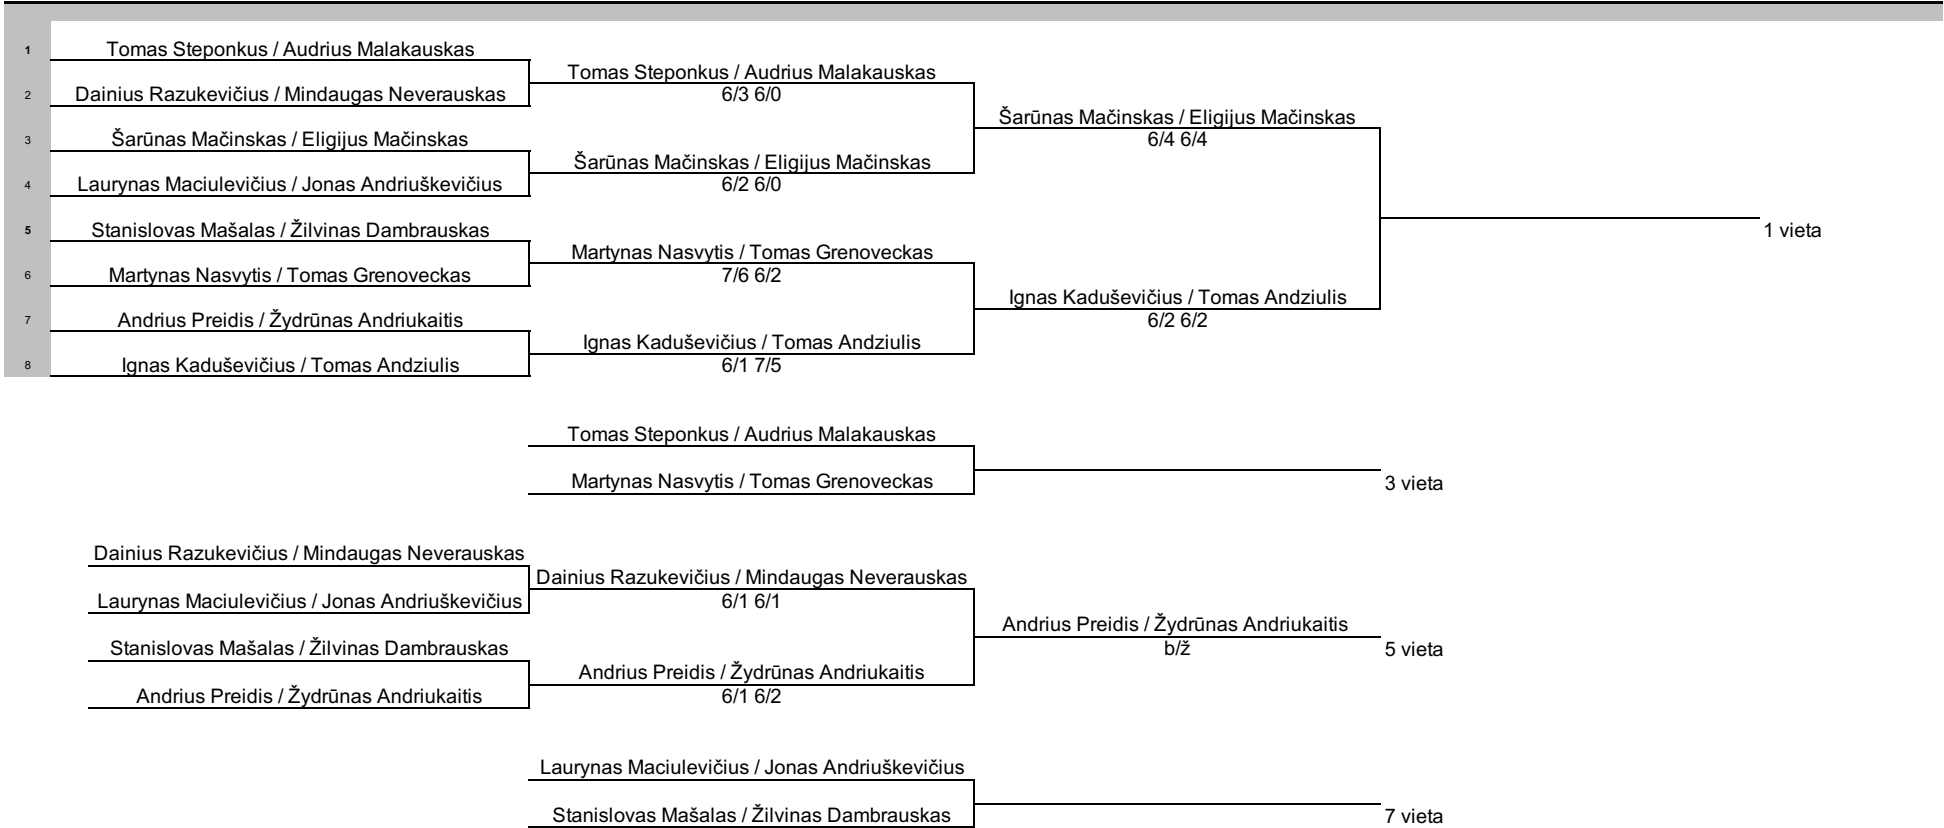 1 Tomas Steponkus / Audrius Malakauskas
Tomas Steponkus / Audrius Malakauskas
2 Dainius Razukevičius / Mindaugas Neverauskas
6/3 6/0
Šarūnas Mačinskas / Eligijus Mačinskas
3 Šarūnas Mačinskas / Eligijus Mačinskas
6/4 6/4
Šarūnas Mačinskas / Eligijus Mačinskas
4 Laurynas Maciulevičius / Jonas Andriuškevičius
6/2 6/0
5 Stanislovas Mašalas / Žilvinas Dambrauskas
1 vieta
Martynas Nasvytis / Tomas Grenoveckas
6 Martynas Nasvytis / Tomas Grenoveckas
7/6 6/2
Ignas Kaduševičius / Tomas Andziulis
7 Andrius Preidis / Žydrūnas Andriukaitis
6/2 6/2
Ignas Kaduševičius / Tomas Andziulis
8 Ignas Kaduševičius / Tomas Andziulis
6/1 7/5
Tomas Steponkus / Audrius Malakauskas
Martynas Nasvytis / Tomas Grenoveckas
3 vieta
Dainius Razukevičius / Mindaugas Neverauskas
Dainius Razukevičius / Mindaugas Neverauskas
Laurynas Maciulevičius / Jonas Andriuškevičius
6/1 6/1
Andrius Preidis / Žydrūnas Andriukaitis
Stanislovas Mašalas / Žilvinas Dambrauskas
b/ž
5 vieta
Andrius Preidis / Žydrūnas Andriukaitis
Andrius Preidis / Žydrūnas Andriukaitis
6/1 6/2
Laurynas Maciulevičius / Jonas Andriuškevičius
Stanislovas Mašalas / Žilvinas Dambrauskas
7 vieta